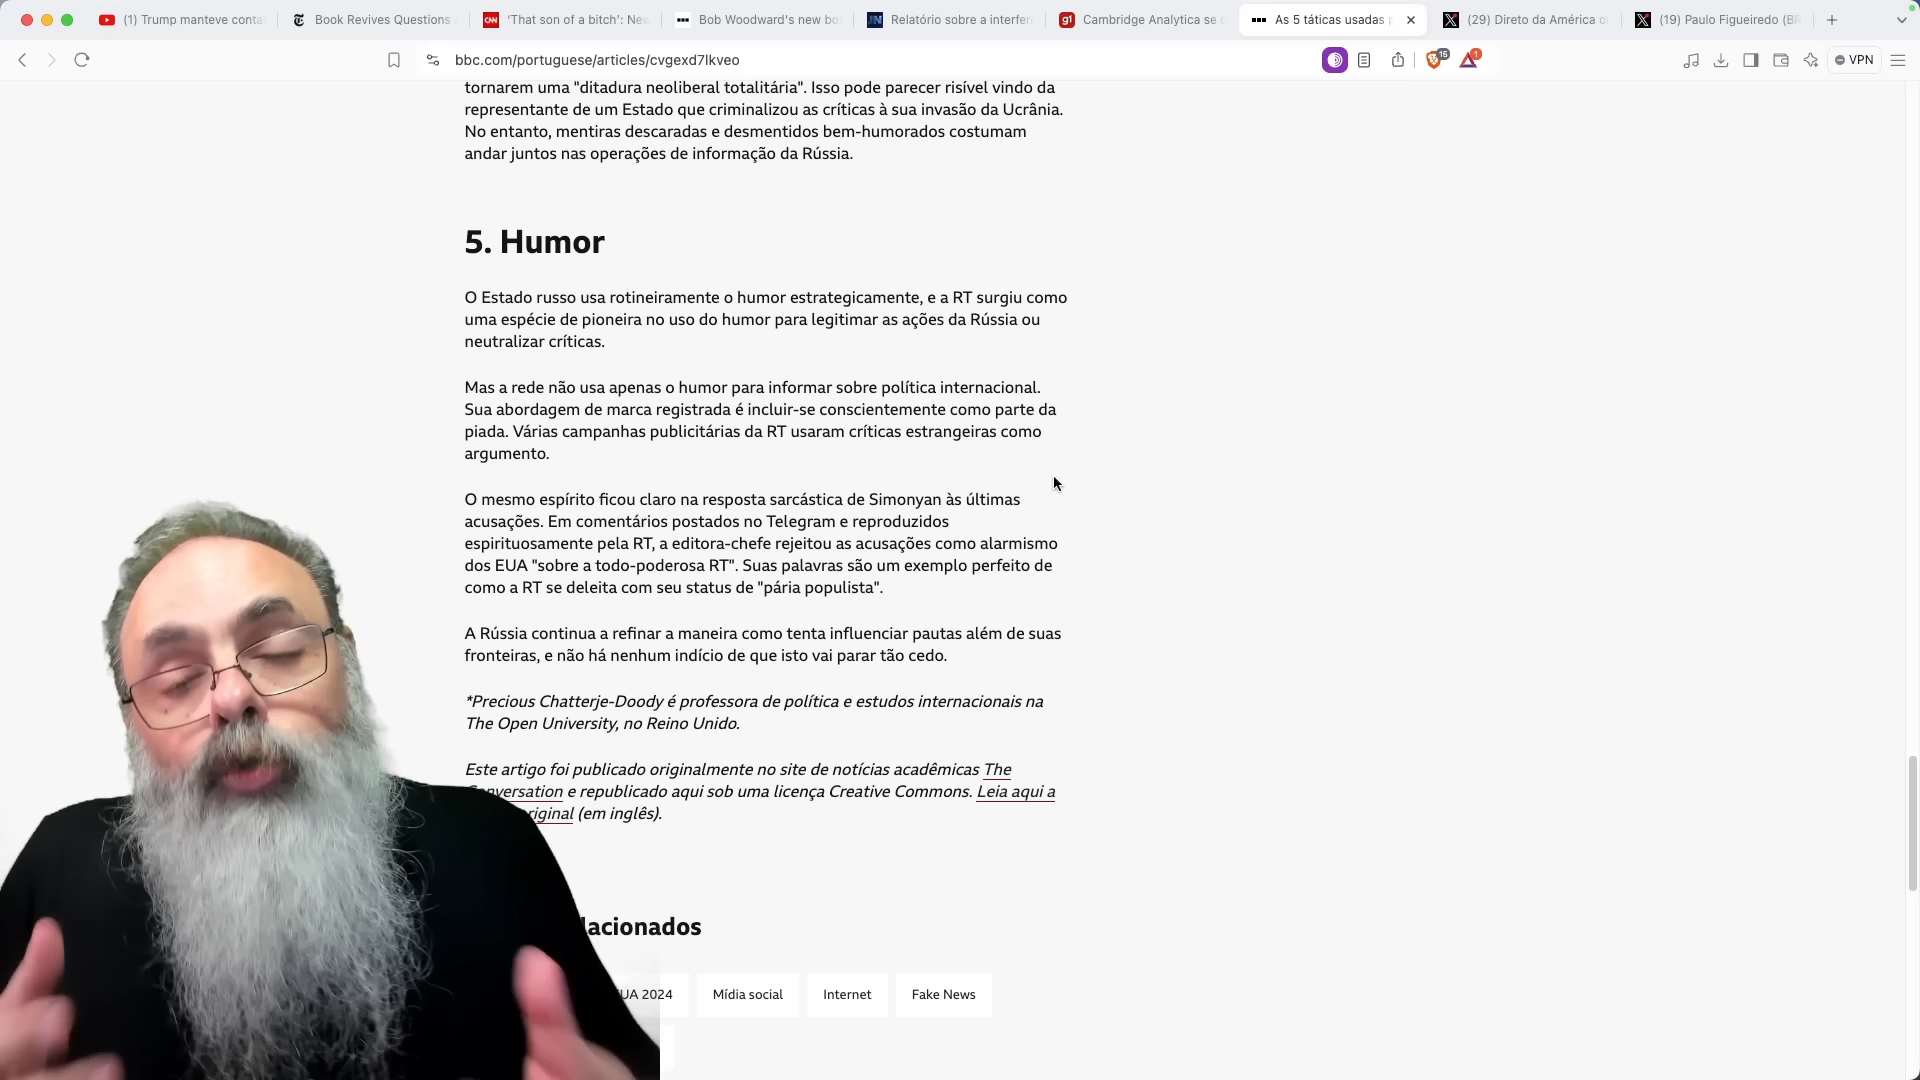 (1) Trump manteve conta
Book Revives Questions
'That son of a bitch': Ne
Bob Woodward's new bo
Relatório sobre a interfer
Cambridge Analytica se
As 5 táticas usadas
(29) Direto da América
(19) Paulo Figueiredo (BR
bbc.com/portuguese/articles/cvgexd7lkveo
15
1
VPN
tornarem uma "ditadura neoliberal totalitária". Isso pode parecer risível vindo da
representante de um Estado que criminalizou as críticas à sua invasão da Ucrânia.
No entanto, mentiras descaradas e desmentidos bem-humorados costumam
andar juntos nas operações de informação da Rússia.
5. Humor
O Estado russo usa rotineiramente o humor estrategicamente, e a RT surgiu como
uma espécie de pioneira no uso do humor para legitimar as ações da Rússia ou
neutralizar críticas.
Mas a rede não usa apenas o humor para informar sobre política internacional.
Sua abordagem de marca registrada é incluir-se conscientemente como parte da
piada. Várias campanhas publicitárias da RT usaram críticas estrangeiras como
argumento.
O mesmo espírito ficou claro na resposta sarcástica de Simonyan às últimas
acusações. Em comentários postados no Telegram e reproduzidos
espirituosamente pela RT, a editora-chefe rejeitou as acusações como alarmismo
dos EUA "sobre a todo-poderosa RT". Suas palavras são um exemplo perfeito de
como a RT se deleita com seu status de "pária populista".
A Rússia continua a refinar a maneira como tenta influenciar pautas além de suas
fronteiras, e não há nenhum indício de que isto vai parar tão cedo.
*Precious Chatterje-Doody é professora de política e estudos internacionais na
The Open University, no Reino Unido.
Este artigo foi publicado originalmente no site de notícias acadêmicas The
Conversation e republicado aqui sob uma licença Creative Commons. Leia aqui a
riginal (em inglês).
lacionados
UA 2024
Mídia social
Internet
Fake News